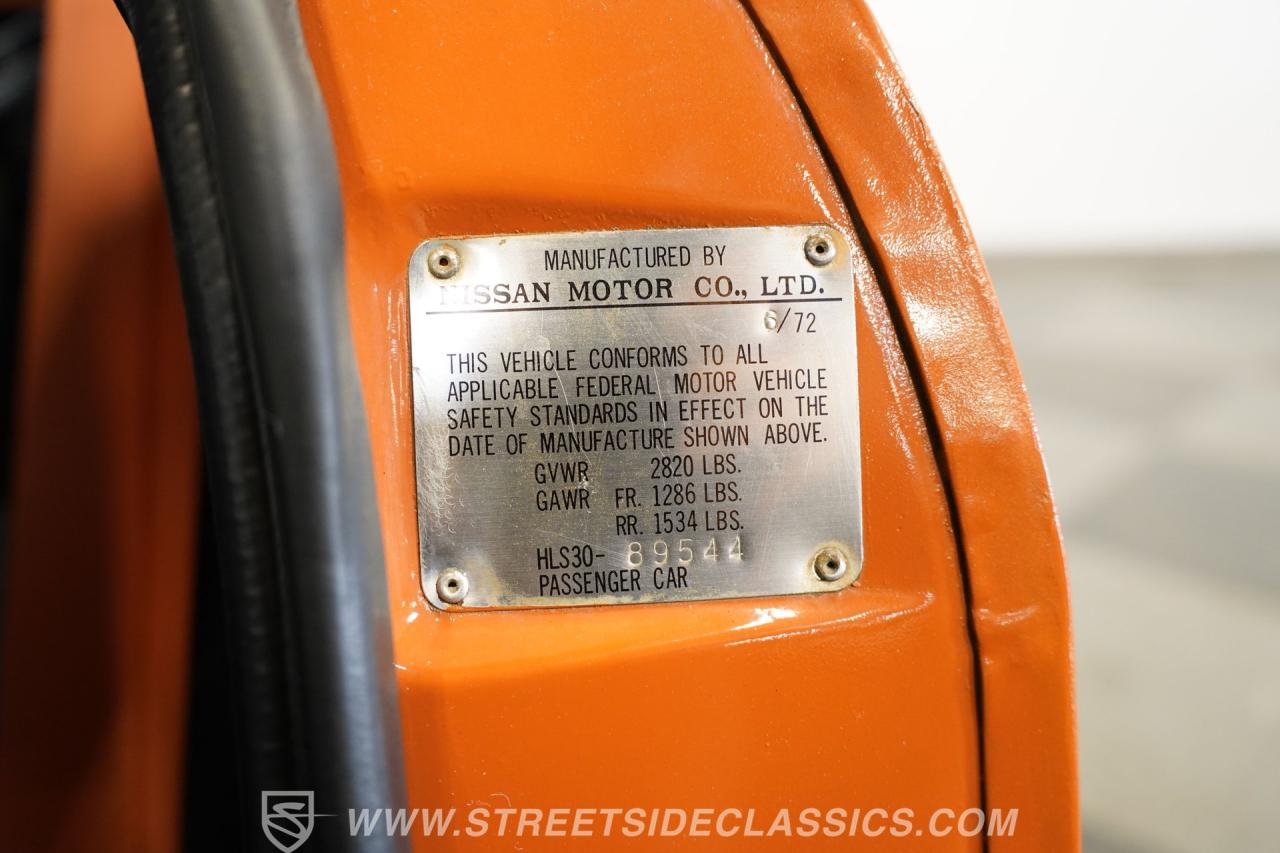 MANUFACTURED BY
NISSAN MOTOR CO., LTD.
6/72
THIS VEHICLE CONFORMS TO ALL
APPLICABLE FEDERAL MOTOR VEHICLE
SAFETY STANDARDS IN EFFECT ON THE
DATE OF MANUFACTURE SHOWN ABOVE.
GVWR 2820 LBS.
GAWR FR. 1286 LBS.
RR. 1534 LBS.
HLS30- 89544
PASSENGER CAR
WWW.STREETSIDECLASSICS.COM